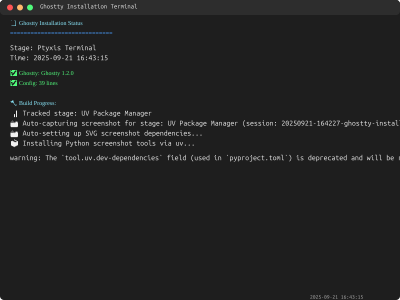 Ghostty Installation Terminal
Ghostty Installation Status
==============================
Stage: Ptyxis Terminal
Time: 2025-09-21 16:43:15
✅ Ghostty: Ghostty 1.2.0
✅ Config: 39 lines
🔨 Build Progress:
📊 Tracked stage: UV Package Manager
📸 Auto-capturing screenshot for stage: UV Package Manager (session: 20250921-164227-ghostty-instal
📸 Auto-setting up SVG screenshot dependencies...
📦 Installing Python screenshot tools via uv...
warning: The `tool.uv.dev-dependencies` field (used in `pyproject.toml`) is deprecated and will be
2025-09-21 16:43:15